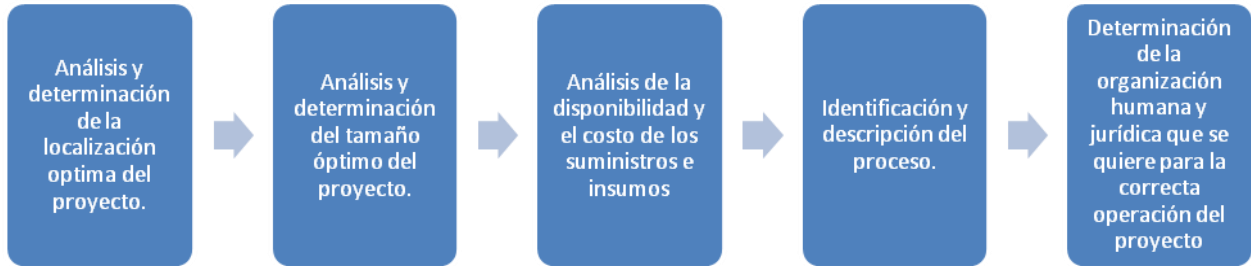 Análisis y
determinación
de la
localización
optima del
proyecto.
Análisis y
determinación
del tamaño
óptimo del
proyecto.
Análisis de la
disponibilidad y
el costo de los
suministros e
insumos
Identificación y
descripción del
proceso.
Determinación
de la
organización
humana y
jurídica que se
quiere para la
correcta
operación del
proyecto